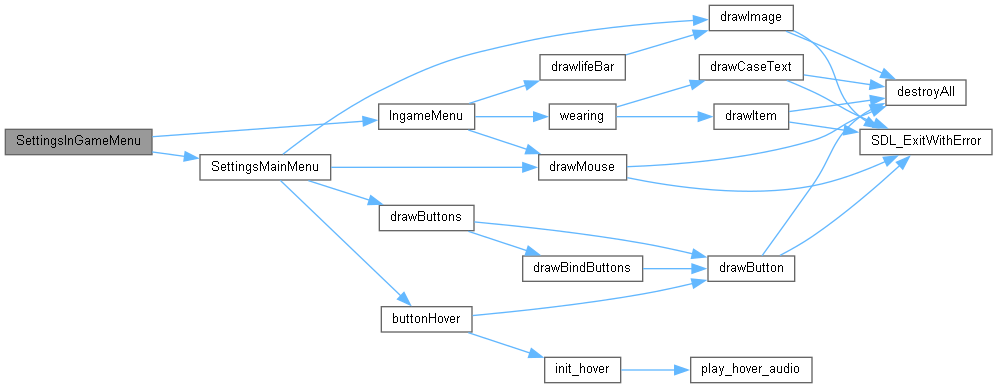 drawImage
drawlifeBar
drawCaseText
destroyAll
IngameMenu
wearing
drawItem
SettingsInGameMenu
SDL_ExitWithError
SettingsMainMenu
drawMouse
drawButtons
drawBindButtons
drawButton
buttonHover
init_hover
play_hover_audio